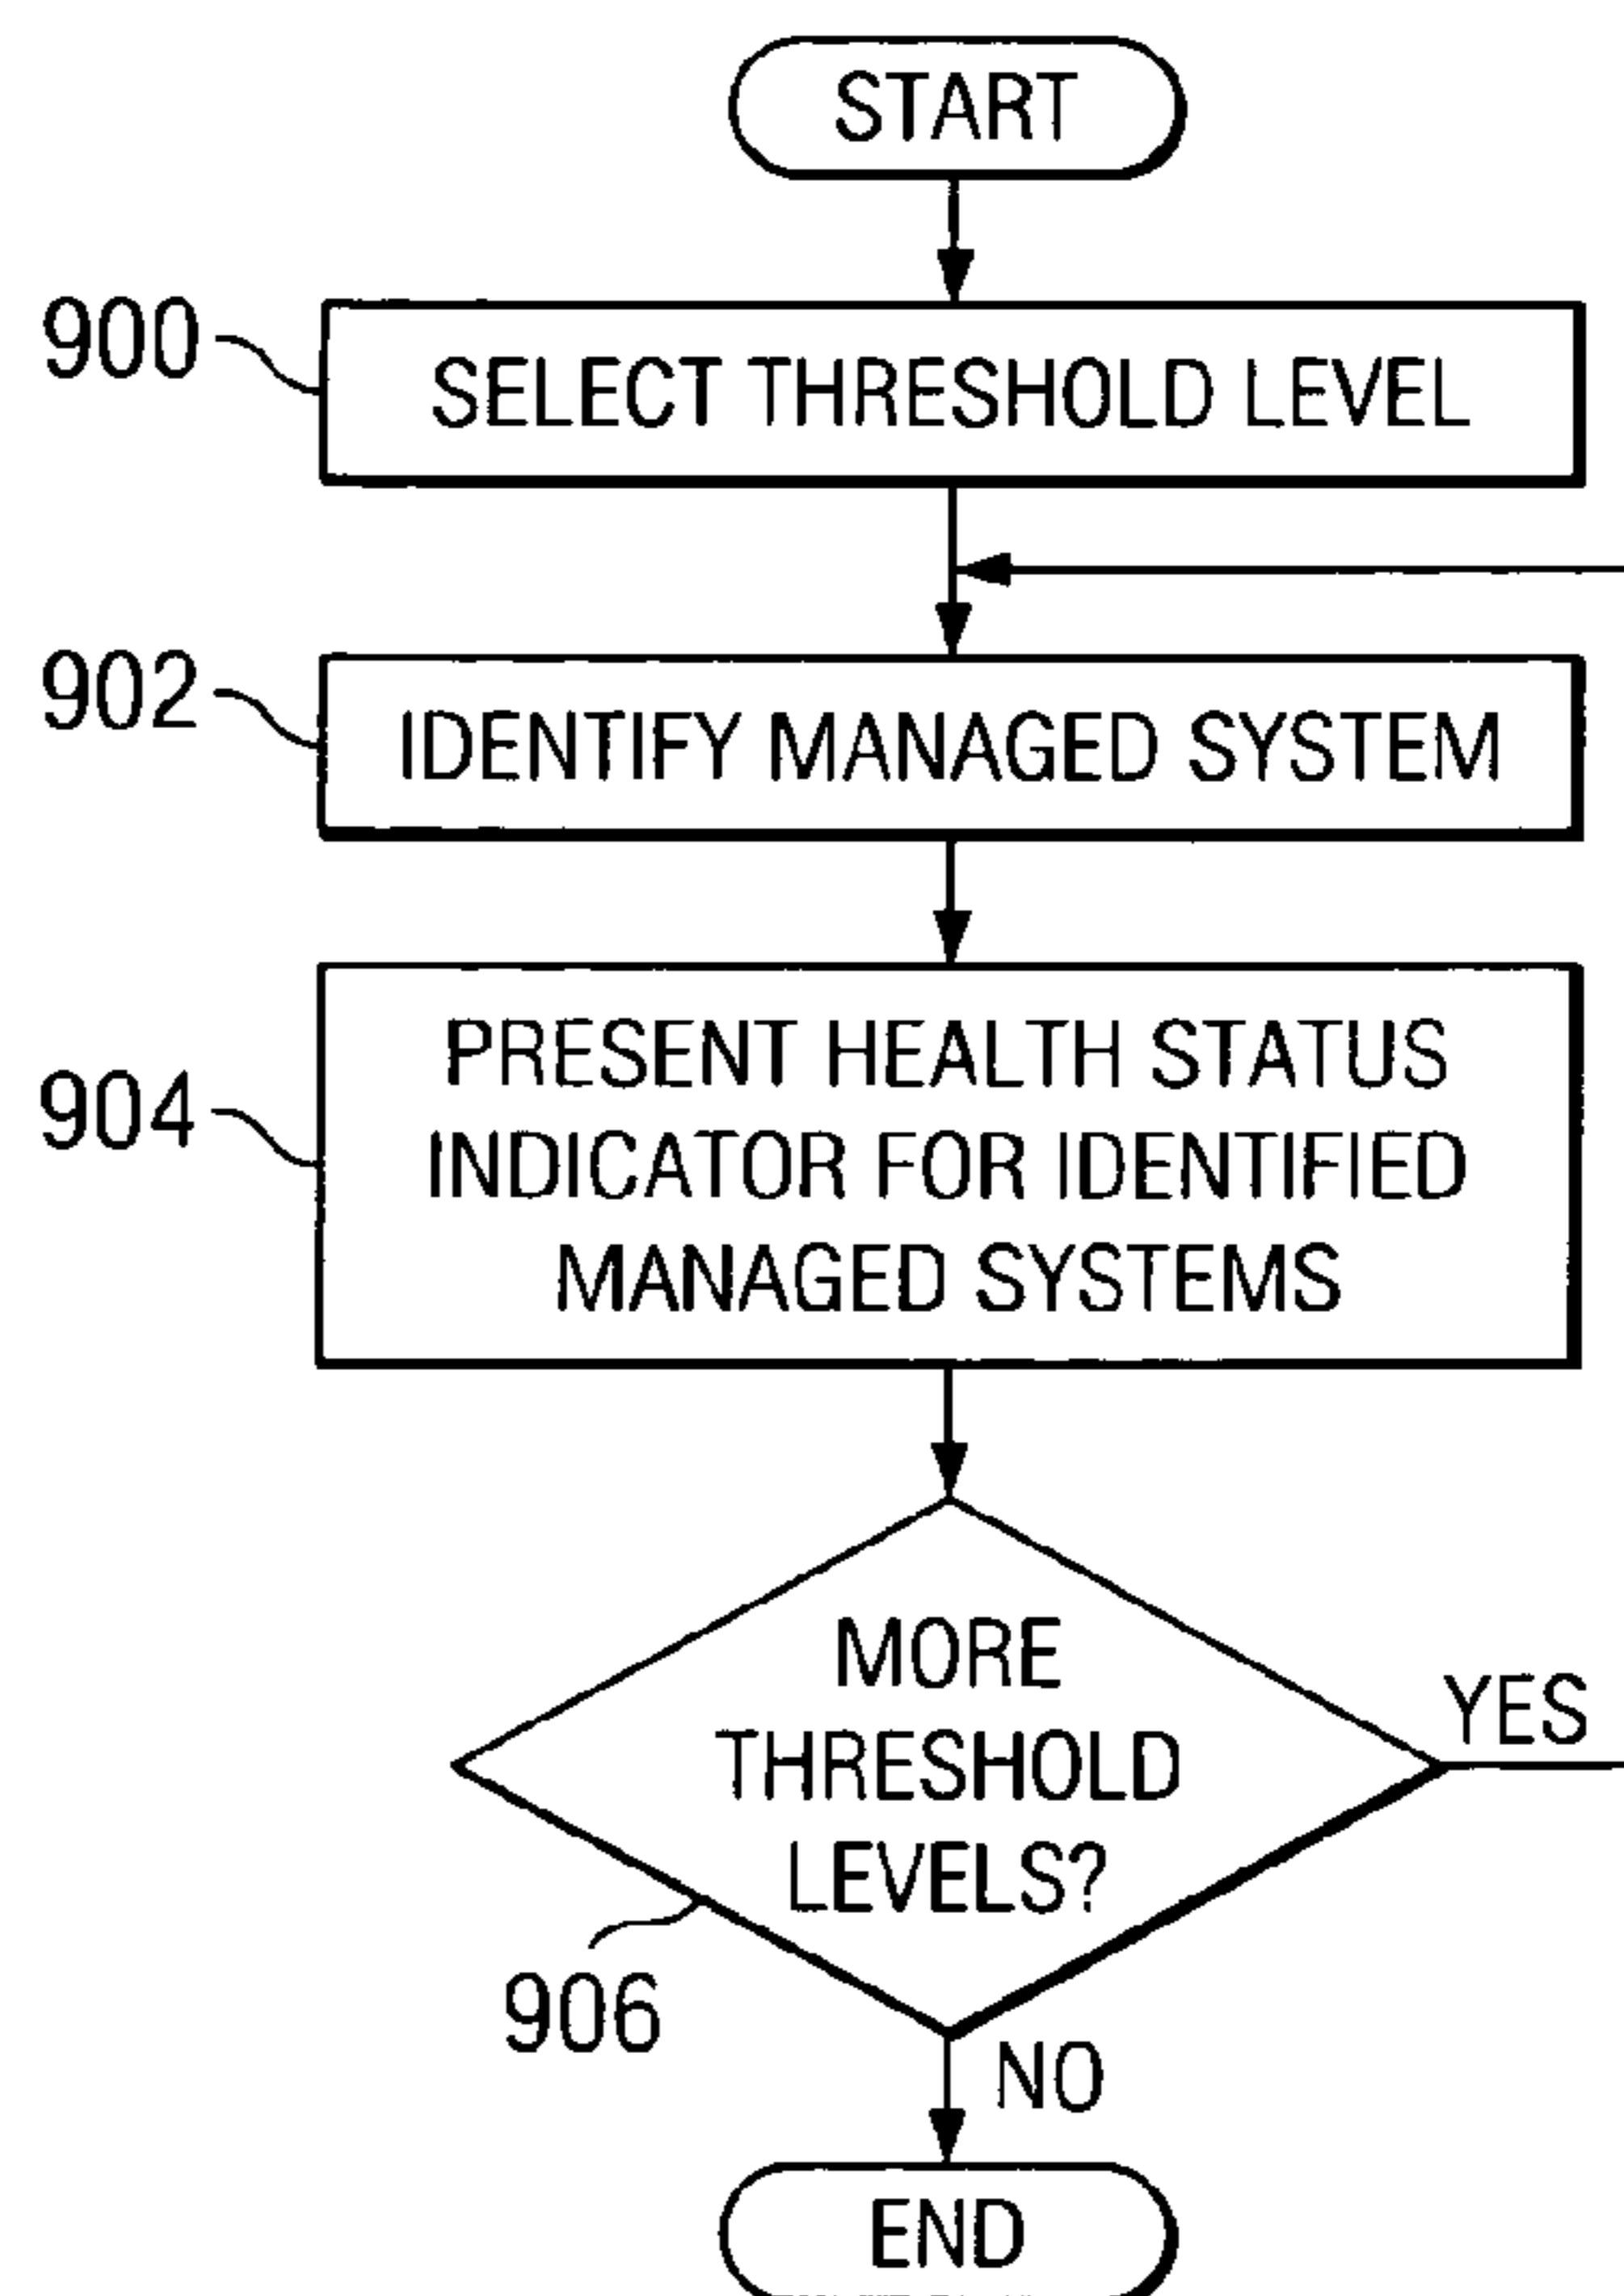 START
900
SELECT THRESHOLD LEVEL
902
IDENTIFY MANAGED SYSTEM
904
PRESENT HEALTH STATUS
INDICATOR FOR IDENTIFIED
MANAGED SYSTEMS
MORE
THRESHOLD
LEVELS?
YES
906
NO
END